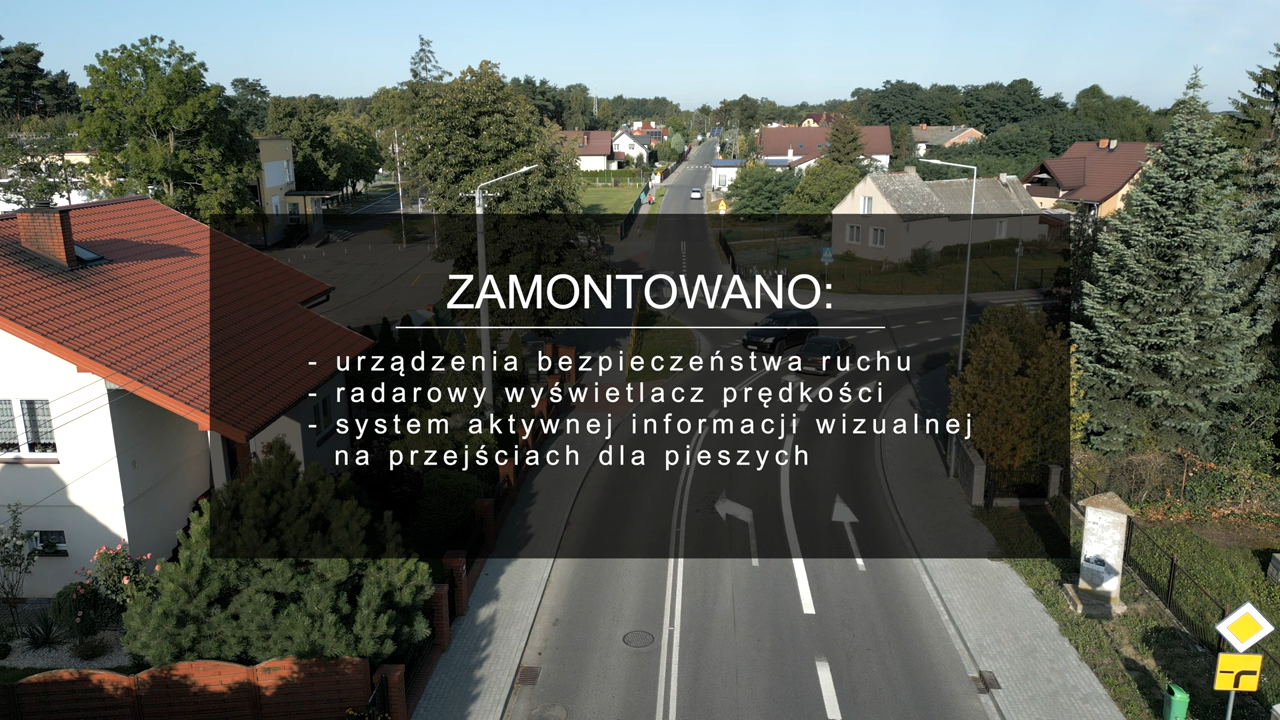 ZAMONTOWANO:
- urządzenia bezpieczeństwa ruchu
- radarowy wyświetlacz prędkości
- system aktywnej informacji wizualnej
na przejściach dla pieszych